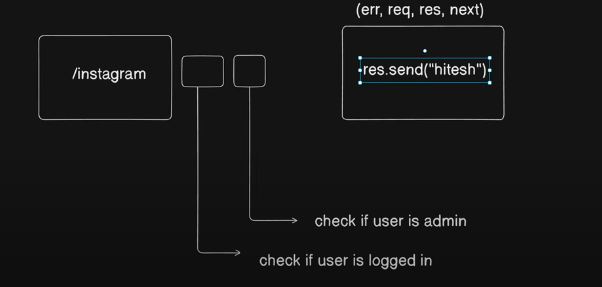 (err, req, res, next)
/instagram
res.send("hitesh")
check if user is admin
check if user is logged in